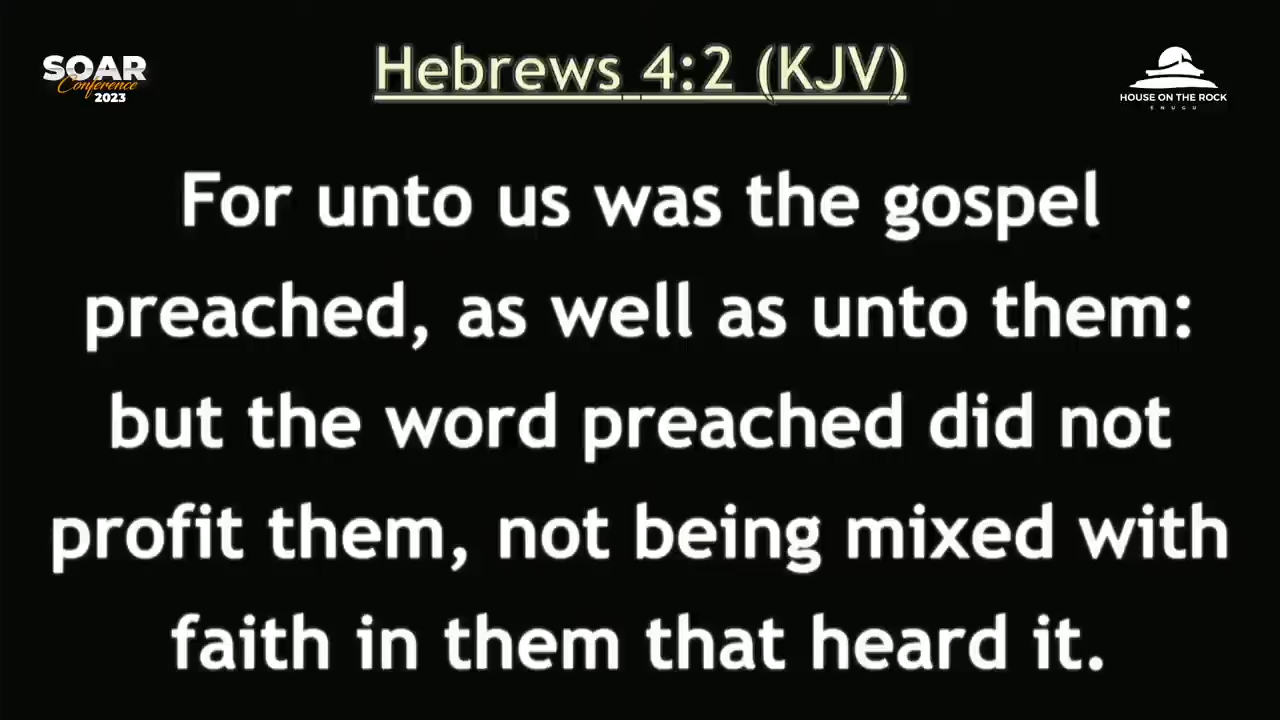 SOAR
Conference
2023
Hebrews 4:2 (KJV)
HOUSE ON THE ROCK
ENUGU
For unto us was the gospel
preached, as well as unto them:
but the word preached did not
profit them, not being mixed with
faith in them that heard it.